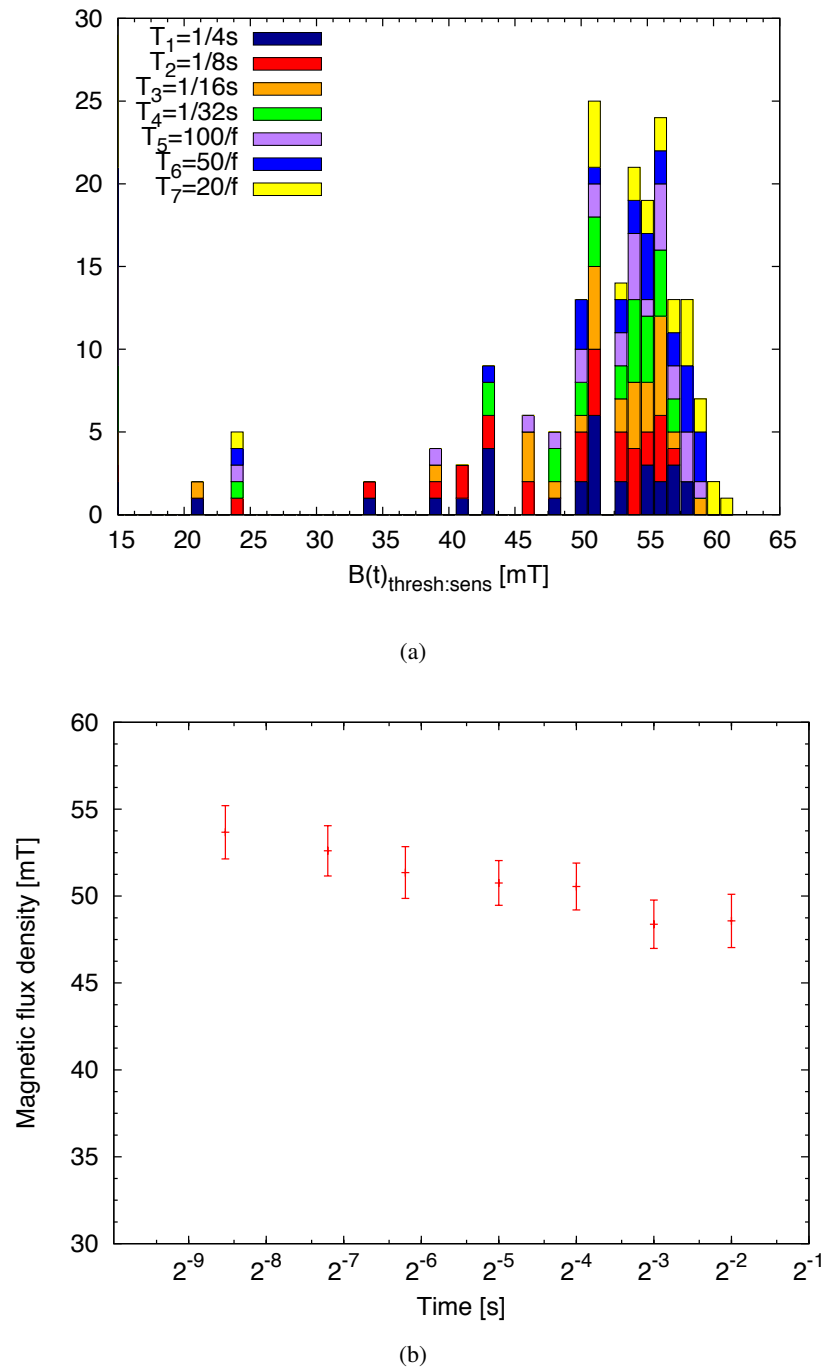 30
25
20
15
10
5
0
T1=1/4s
T2=1/8s
T3=1/16s
T4=1/32s
T5=100/f
T6=50/f
T7=20/f
15 20 25 30 35 40 45 50 55 60 65
B(t)thresh:sens [mT]
(a)
60
55
50
45
40
35
30
Magnetic flux density [mT]
2-9 2-8 2-7 2-6 2-5 2-4 2-3 2-2 2-1
Time [s]
(b)